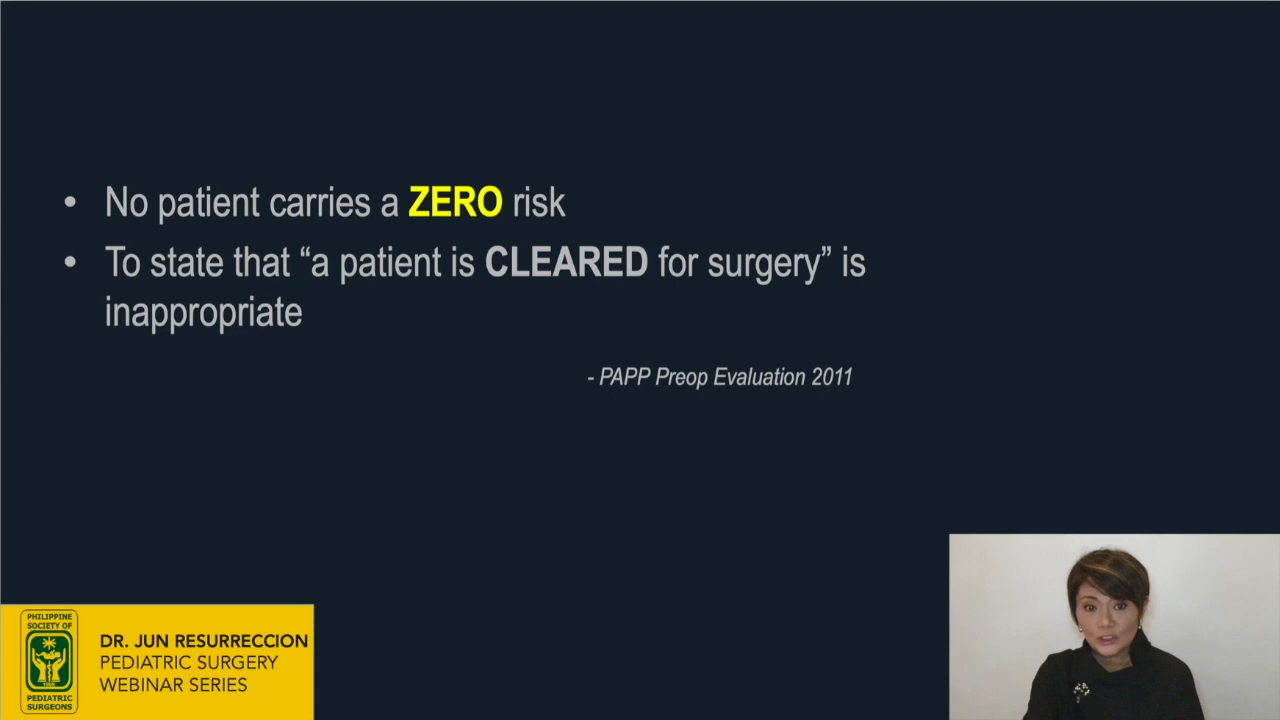 • No patient carries a ZERO risk
• To state that “a patient is CLEARED for surgery” is
inappropriate
- PAPP Preop Evaluation 2011
PHILIPPINE
SOCIETY OF
PEDIATRIC
SURGEONS
DR. JUN RESURRECCION
PEDIATRIC SURGERY
WEBINAR SERIES